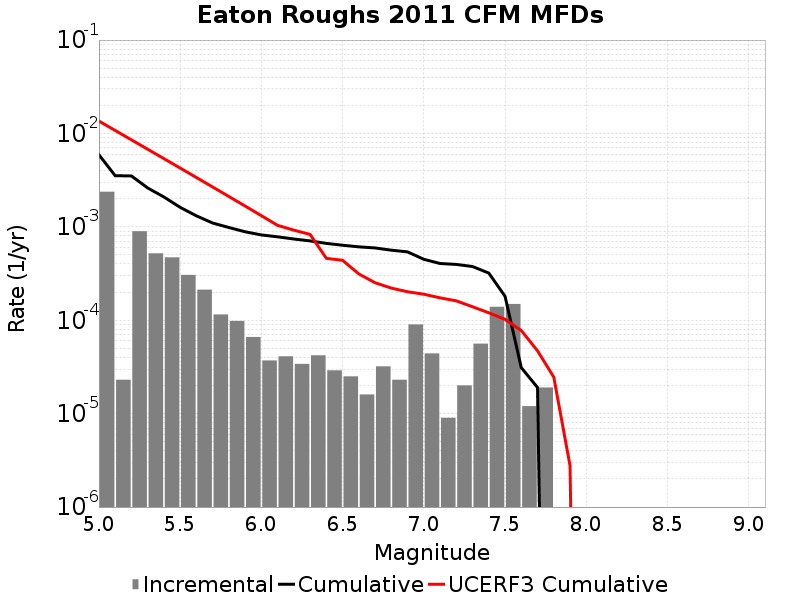 Eaton Roughs 2011 CFM MFDs
10-1
10-2
10-3
10-4
10-5
10-6
Rate (1/yr)
5.0 5.5 6.0 6.5 7.0 7.5 8.0 8.5 9.0
Magnitude
Incremental Cumulative UCERF3 Cumulative